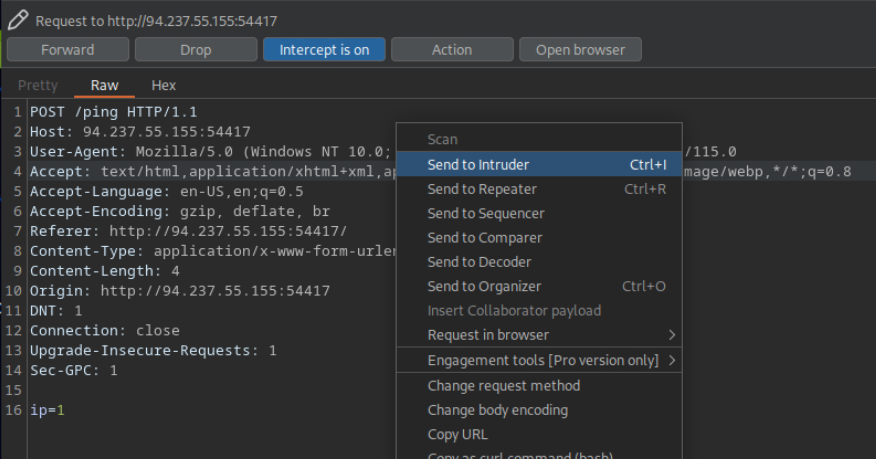 Request to http://94.237.55.155:54417
Forward Drop Intercept is on Action Open browser
Pretty Raw Hex
1 POST /ping HTTP/1.1
2 Host: 94.237.55.155:54417
3 User-Agent: Mozilla/5.0 (Windows NT 10.0; /115.0
4 Accept: text/html,application/xhtml+xml,ap mage/webp,*/*;q=0.8
5 Accept-Language: en-US,en;q=0.5
6 Accept-Encoding: gzip, deflate, br
7 Referer: http://94.237.55.155:54417/
8 Content-Type: application/x-www-form-urle
9 Content-Length: 4
10 Origin: http://94.237.55.155:54417
11 DNT: 1
12 Connection: close
13 Upgrade-Insecure-Requests: 1
14 Sec-GPC: 1
15
16 ip=1
Scan
Send to Intruder Ctrl+I
Send to Repeater Ctrl+R
Send to Sequencer
Send to Comparer
Send to Decoder
Send to Organizer Ctrl+O
Insert Collaborator payload
Request in browser >
Engagement tools [Pro version only] >
Change request method
Change body encoding
Copy URL
Copy as curl command (bash)